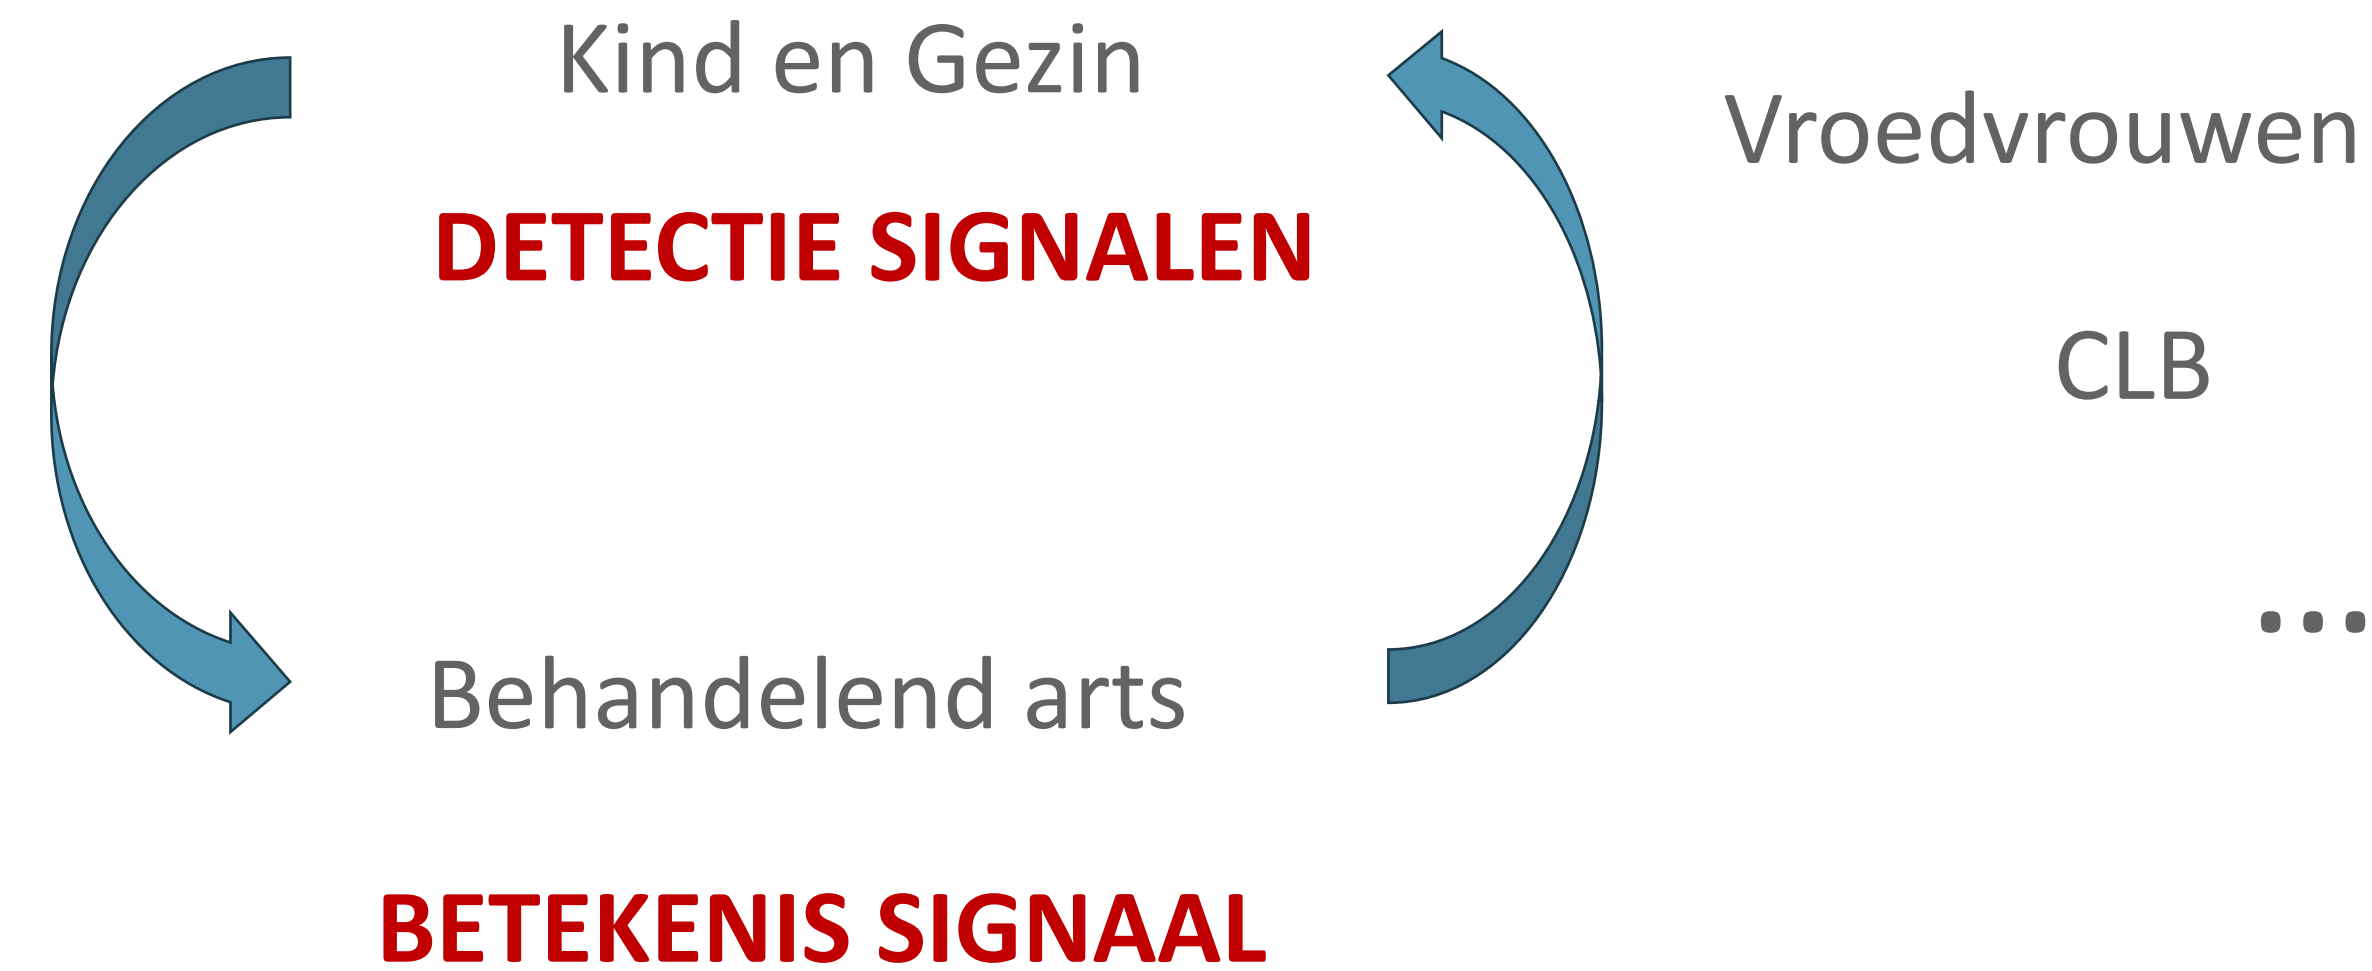 Kind en Gezin
DETECTIE SIGNALEN
Behandelend arts
BETEKENIS SIGNAAL
Vroedvrouwen
CLB
...